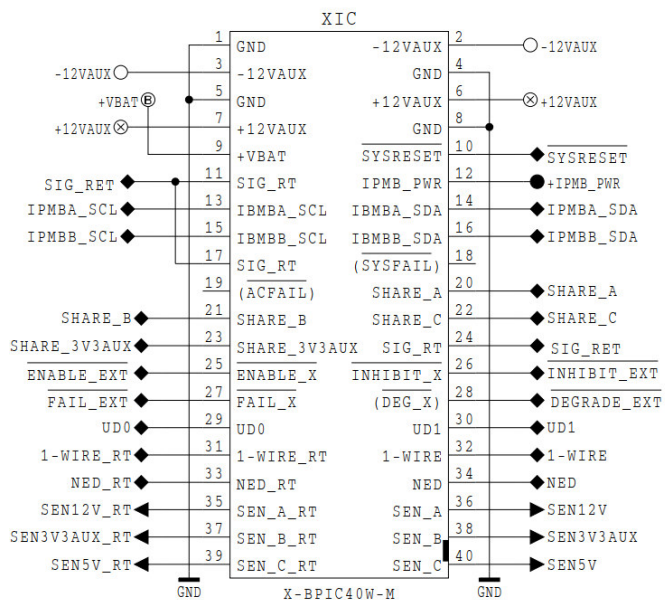 XIC
1 GND -12VAUX 2 -12VAUX
-12VAUX 3 -12VAUX GND 4
+VBAT B 5 GND +12VAUX 6 +12VAUX
+12VAUX 7 +12VAUX GND 8
9 +VBAT SYSRESET 10 SYSRESET
SIG_RET 11 SIG_RT IPMB_PWR 12 +IPMB_PWR
IPMBA_SCL 13 IBMBA_SCL IBMBA_SDA 14 IPMBA_SDA
IPMBB_SCL 15 IBMBB_SCL IBMBB_SDA 16 IPMBB_SDA
17 SIG_RT (SYSFAIL) 18
19 (ACFAIL) SHARE_A 20 SHARE_A
SHARE_B 21 SHARE_B SHARE_C 22 SHARE_C
SHARE_3V3AUX 23 SHARE_3V3AUX SIG_RT 24 SIG_RET
ENABLE_EXT 25 ENABLE_X INHIBIT_X 26 INHIBIT_EXT
FAIL_EXT 27 FAIL_X (DEG_X) 28 DEGRADE_EXT
UD0 29 UD0 UD1 30 UD1
1-WIRE_RT 31 1-WIRE_RT 1-WIRE 32 1-WIRE
NED_RT 33 NED_RT NED 34 NED
SEN12V_RT 35 SEN_A_RT SEN_A 36 SEN12V
SEN3V3AUX_RT 37 SEN_B_RT SEN_B 38 SEN3V3AUX
SEN5V_RT 39 SEN_C_RT SEN_C 40 SEN5V
GND X-BPIC40W-M GND